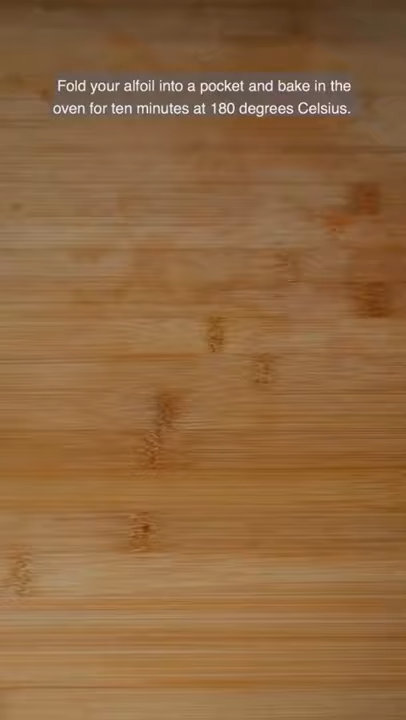 Fold your alfoil into a pocket and bake in the
oven for ten minutes at 180 degrees Celsius.